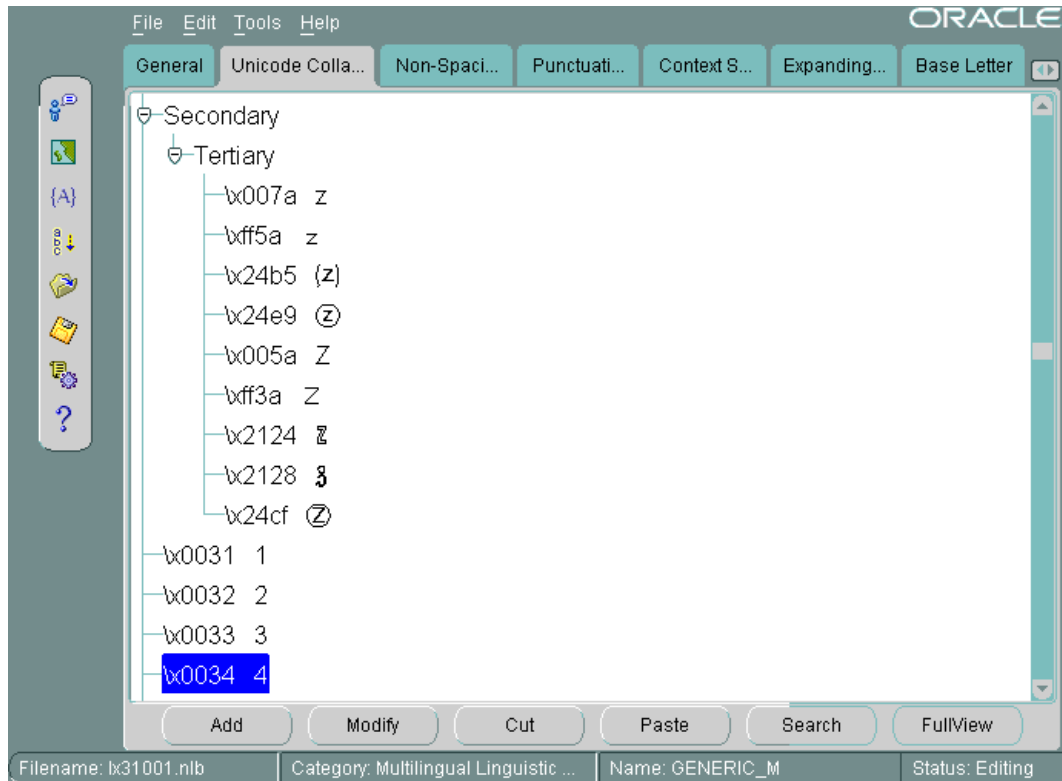 File Edit Tools Help
ORACLE
General Unicode Colla... Non-Spaci... Punctuati... Context S... Expanding... Base Letter
Secondary
Tertiary
\x007a z
\xff5a z
{A}
\x24b5 (z)
a b c
\x24e9 ⓩ
\x005a Z
\xff3a Z
?
\x2124 ℤ
\x2128 ℨ
\x24cf Ⓩ
\x0031 1
\x0032 2
\x0033 3
\x0034 4
Add Modify Cut Paste Search FullView
Filename: lx31001.nlb Category: Multilingual Linguistic ... Name: GENERIC_M Status: Editing